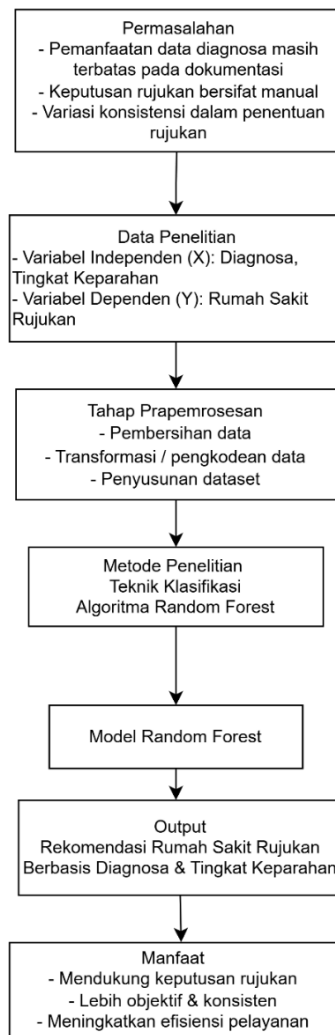 Permasalahan
- Pemanfaatan data diagnosa masih
terbatas pada dokumentasi
- Keputusan rujukan bersifat manual
- Variasi konsistensi dalam penentuan
rujukan
Data Penelitian
- Variabel Independen (X): Diagnosa,
Tingkat Keparahan
- Variabel Dependen (Y): Rumah Sakit
Rujukan
Tahap Prapemrosesan
- Pembersihan data
- Transformasi / pengkodean data
- Penyusunan dataset
Metode Penelitian
Teknik Klasifikasi
Algoritma Random Forest
Model Random Forest
Output
Rekomendasi Rumah Sakit Rujukan
Berbasis Diagnosa & Tingkat Keparahan
Manfaat
- Mendukung keputusan rujukan
- Lebih objektif & konsisten
- Meningkatkan efisiensi pelayanan